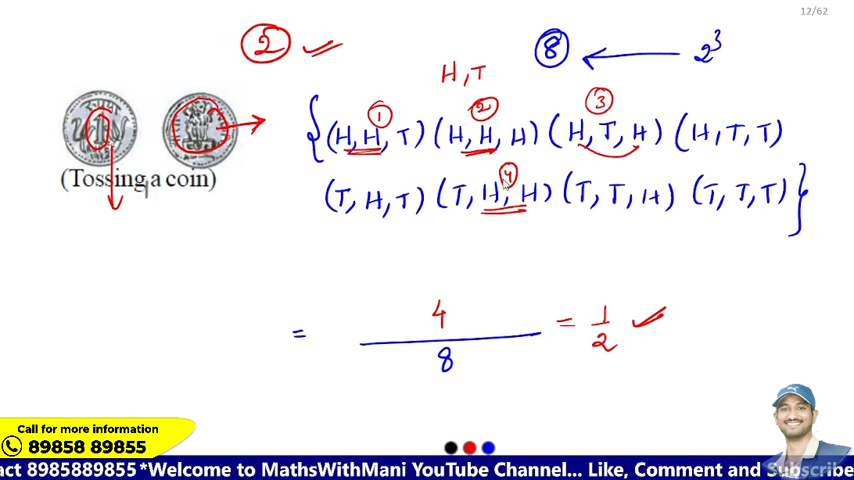 12/62
2
8
2³
H, T
1
2
3
{(H, H, T) (H, H, H) (H, T, H) (H, T, T)
4
(T, H, T) (T, H, H) (T, T, H) (T, T, T)}
(Tossing a coin)
= 4/8 = 1/2
Call for more information
89858 89855
act 8985889855 *Welcome to MathsWithMani YouTube Channel... Like, Comment and Subscribe